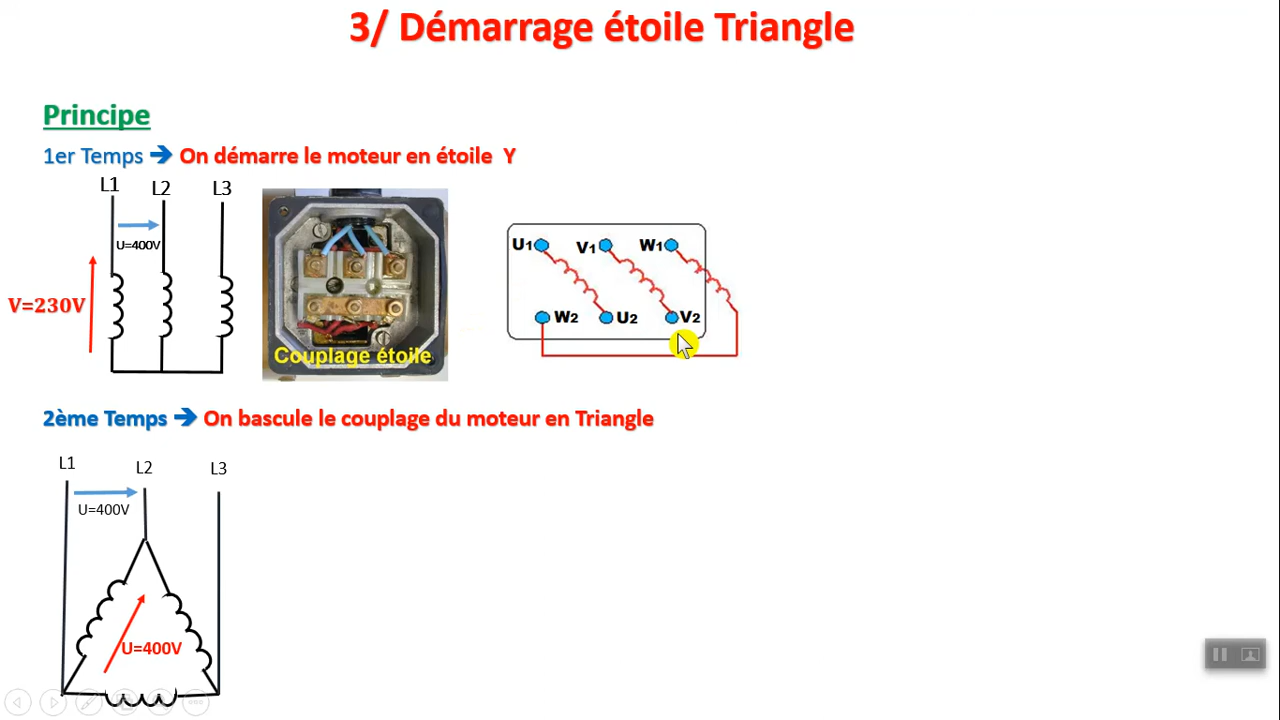 3/ Démarrage étoile Triangle
Principe
1er Temps ➔ On démarre le moteur en étoile Y
L1 L2 L3
U=400V
V=230V
Couplage étoile
U1 V1 W1
W2 U2 V2
2ème Temps ➔ On bascule le couplage du moteur en Triangle
L1 L2 L3
U=400V
U=400V